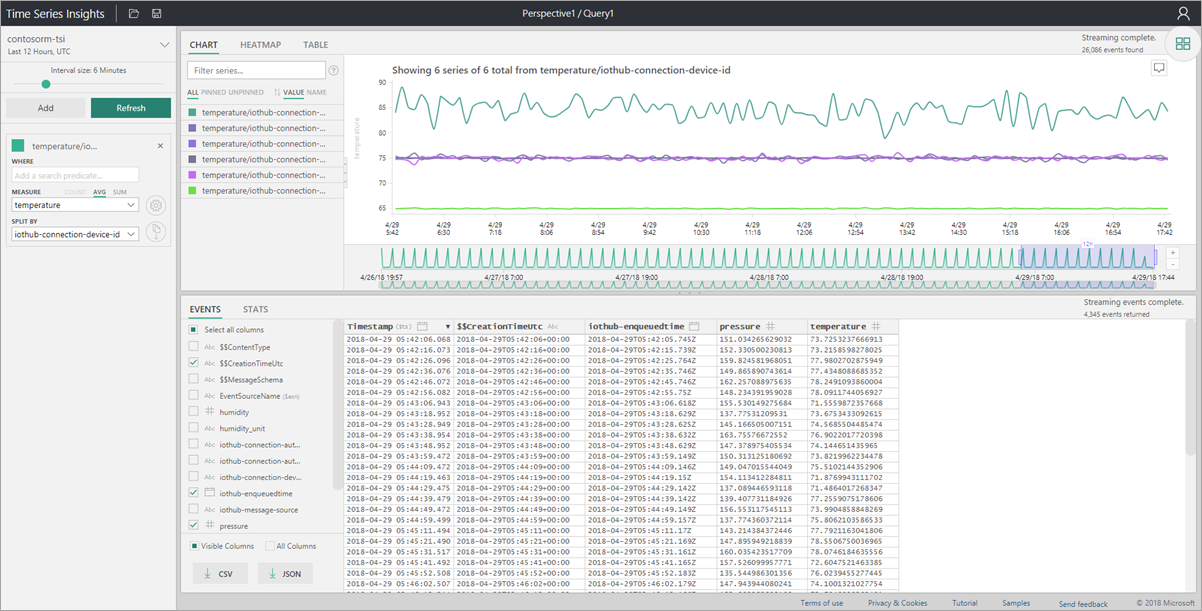 Time Series Insights
Perspective1 / Query1
contosorm-tsi
Last 12 Hours, UTC
Interval size: 6 Minutes
Add
Refresh
temperature/io...
WHERE
Add a search predicate...
MEASURE COUNT AVG SUM
temperature
SPLIT BY
iothub-connection-device-id
CHART HEATMAP TABLE
Streaming complete.
26,086 events found
Filter series...
ALL PINNED UNPINNED VALUE NAME
temperature/iothub-connection-...
temperature/iothub-connection-...
temperature/iothub-connection-...
temperature/iothub-connection-...
temperature/iothub-connection-...
temperature/iothub-connection-...
Showing 6 series of 6 total from temperature/iothub-connection-device-id
temperature
90
85
80
75
70
65
4/29 4/29 4/29 4/29 4/29 4/29 4/29 4/29 4/29 4/29 4/29 4/29 4/29 4/29 4/29 4/29
5:42 6:30 7:18 8:06 8:54 9:42 10:30 11:18 12:06 12:54 13:42 14:30 15:18 16:06 16:54 17:42
12h
+
-
4/26/18 19:57 4/27/18 7:00 4/27/18 19:00 4/28/18 7:00 4/28/18 19:00 4/29/18 7:00 4/29/18 17:44
EVENTS STATS
Streaming events complete.
4,345 events returned
Select all columns
Abc $$ContentType
Abc $$CreationTimeUtc
Abc $$MessageSchema
Abc EventSourceName ($esn)
humidity
Abc humidity_unit
Abc iothub-connection-aut...
Abc iothub-connection-aut...
Abc iothub-connection-dev...
iothub-enqueuedtime
Abc iothub-message-source
pressure
Visible Columns All Columns
CSV JSON
Timestamp ($ts) $$CreationTimeUtc Abc iothub-enqueuedtime pressure temperature
2018-04-29 05:42:06.068 2018-04-29T05:42:06+00:00 2018-04-29T05:42:05.745Z 151.034265629032 73.7253237666913
2018-04-29 05:42:16.073 2018-04-29T05:42:16+00:00 2018-04-29T05:42:15.739Z 152.330500230813 73.2158598278025
2018-04-29 05:42:26.096 2018-04-29T05:42:26+00:00 2018-04-29T05:42:25.764Z 159.824581968051 77.9802702875949
2018-04-29 05:42:36.076 2018-04-29T05:42:36+00:00 2018-04-29T05:42:35.746Z 149.865890743614 77.4348088685352
2018-04-29 05:42:46.072 2018-04-29T05:42:46+00:00 2018-04-29T05:42:45.746Z 162.257088975635 78.2491093860004
2018-04-29 05:42:56.082 2018-04-29T05:42:56+00:00 2018-04-29T05:42:55.75Z 148.234391959028 78.0911744056927
2018-04-29 05:43:06.943 2018-04-29T05:43:06+00:00 2018-04-29T05:43:06.618Z 155.530149275684 71.5559872357668
2018-04-29 05:43:18.952 2018-04-29T05:43:18+00:00 2018-04-29T05:43:18.629Z 137.77531209531 73.6753433092615
2018-04-29 05:43:28.949 2018-04-29T05:43:28+00:00 2018-04-29T05:43:28.625Z 145.166505007151 74.5685504485474
2018-04-29 05:43:38.954 2018-04-29T05:43:38+00:00 2018-04-29T05:43:38.632Z 163.75576672552 76.9022017720398
2018-04-29 05:43:48.952 2018-04-29T05:43:48+00:00 2018-04-29T05:43:48.629Z 147.378975405534 74.144651435965
2018-04-29 05:43:59.472 2018-04-29T05:43:59+00:00 2018-04-29T05:43:59.149Z 150.313125180692 73.8219962234478
2018-04-29 05:44:09.472 2018-04-29T05:44:09+00:00 2018-04-29T05:44:09.146Z 149.047015544049 75.5102144352906
2018-04-29 05:44:19.463 2018-04-29T05:44:19+00:00 2018-04-29T05:44:19.15Z 154.113412284811 71.8769943111702
2018-04-29 05:44:29.475 2018-04-29T05:44:29+00:00 2018-04-29T05:44:29.142Z 137.089446593118 71.4864017268347
2018-04-29 05:44:39.479 2018-04-29T05:44:39+00:00 2018-04-29T05:44:39.142Z 139.407731184926 77.2559075178606
2018-04-29 05:44:49.472 2018-04-29T05:44:49+00:00 2018-04-29T05:44:49.149Z 156.553117545113 73.9904858848269
2018-04-29 05:44:59.499 2018-04-29T05:44:59+00:00 2018-04-29T05:44:59.157Z 137.774360372114 75.8062103586533
2018-04-29 05:45:11.494 2018-04-29T05:45:11+00:00 2018-04-29T05:45:11.17Z 143.214384372446 77.7921163041806
2018-04-29 05:45:21.490 2018-04-29T05:45:21+00:00 2018-04-29T05:45:21.169Z 147.895949218839 78.5506750036965
2018-04-29 05:45:31.517 2018-04-29T05:45:31+00:00 2018-04-29T05:45:31.161Z 160.035423517709 78.0746184635556
2018-04-29 05:45:41.492 2018-04-29T05:45:41+00:00 2018-04-29T05:45:41.165Z 157.526099957771 72.6047521463385
2018-04-29 05:45:52.508 2018-04-29T05:45:52+00:00 2018-04-29T05:45:52.183Z 135.544986301356 76.0239455277445
2018-04-29 05:46:02.507 2018-04-29T05:46:02+00:00 2018-04-29T05:46:02.179Z 147.943940408241 74.1001321027754
Terms of use Privacy & Cookies Tutorial Samples Send feedback © 2018 Microsoft